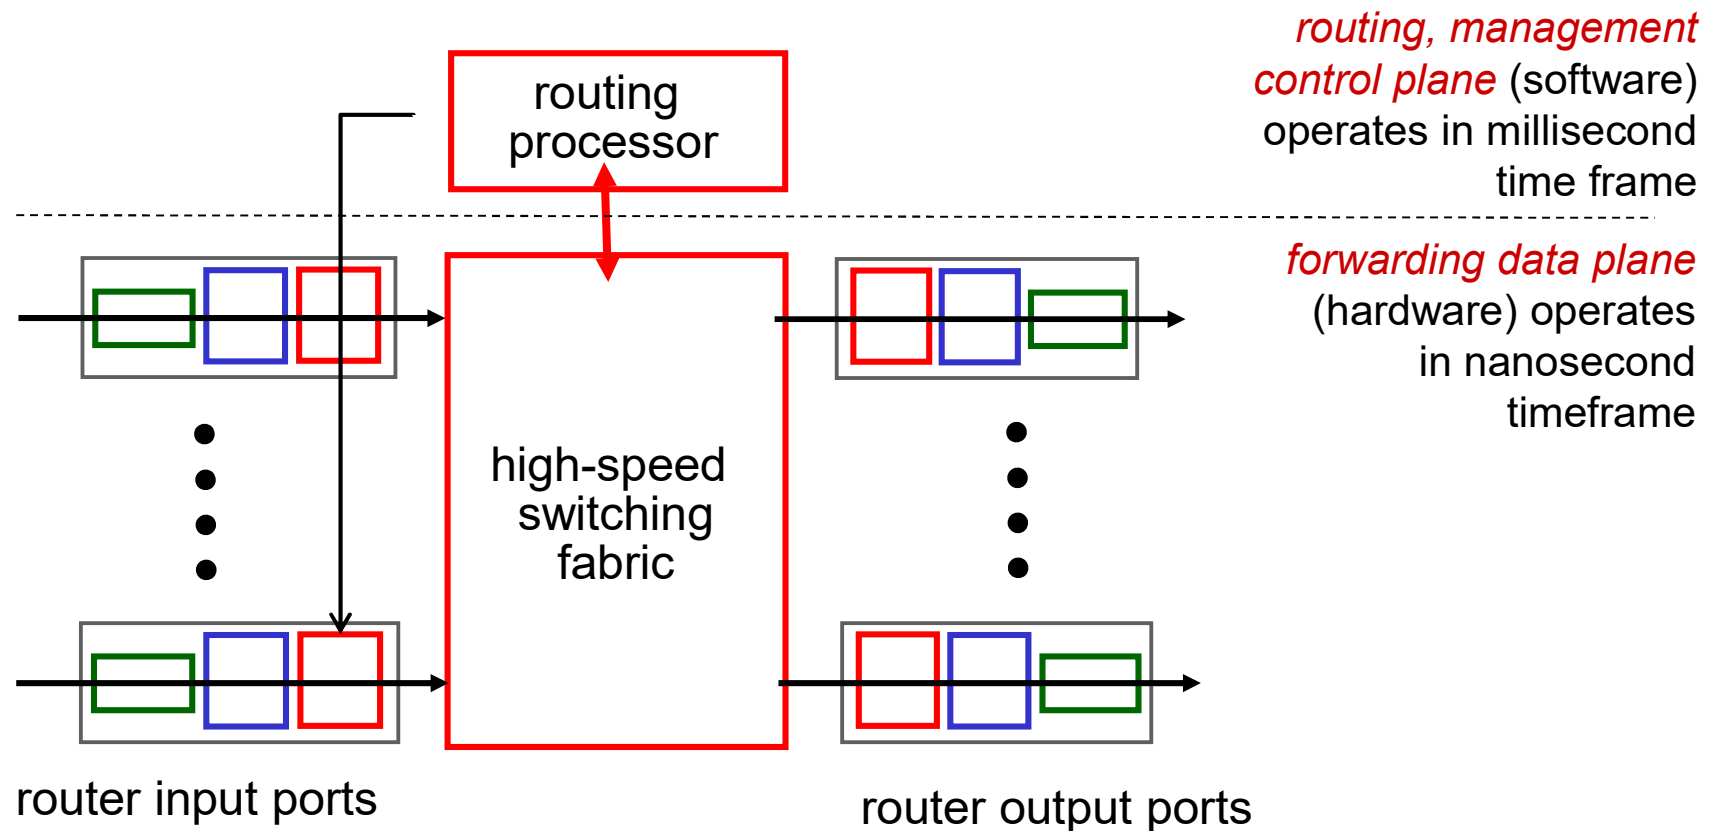 routing, management
control plane (software)
operates in millisecond
time frame
routing
processor
forwarding data plane
(hardware) operates
in nanosecond
timeframe
high-speed
switching
fabric
router input ports
router output ports